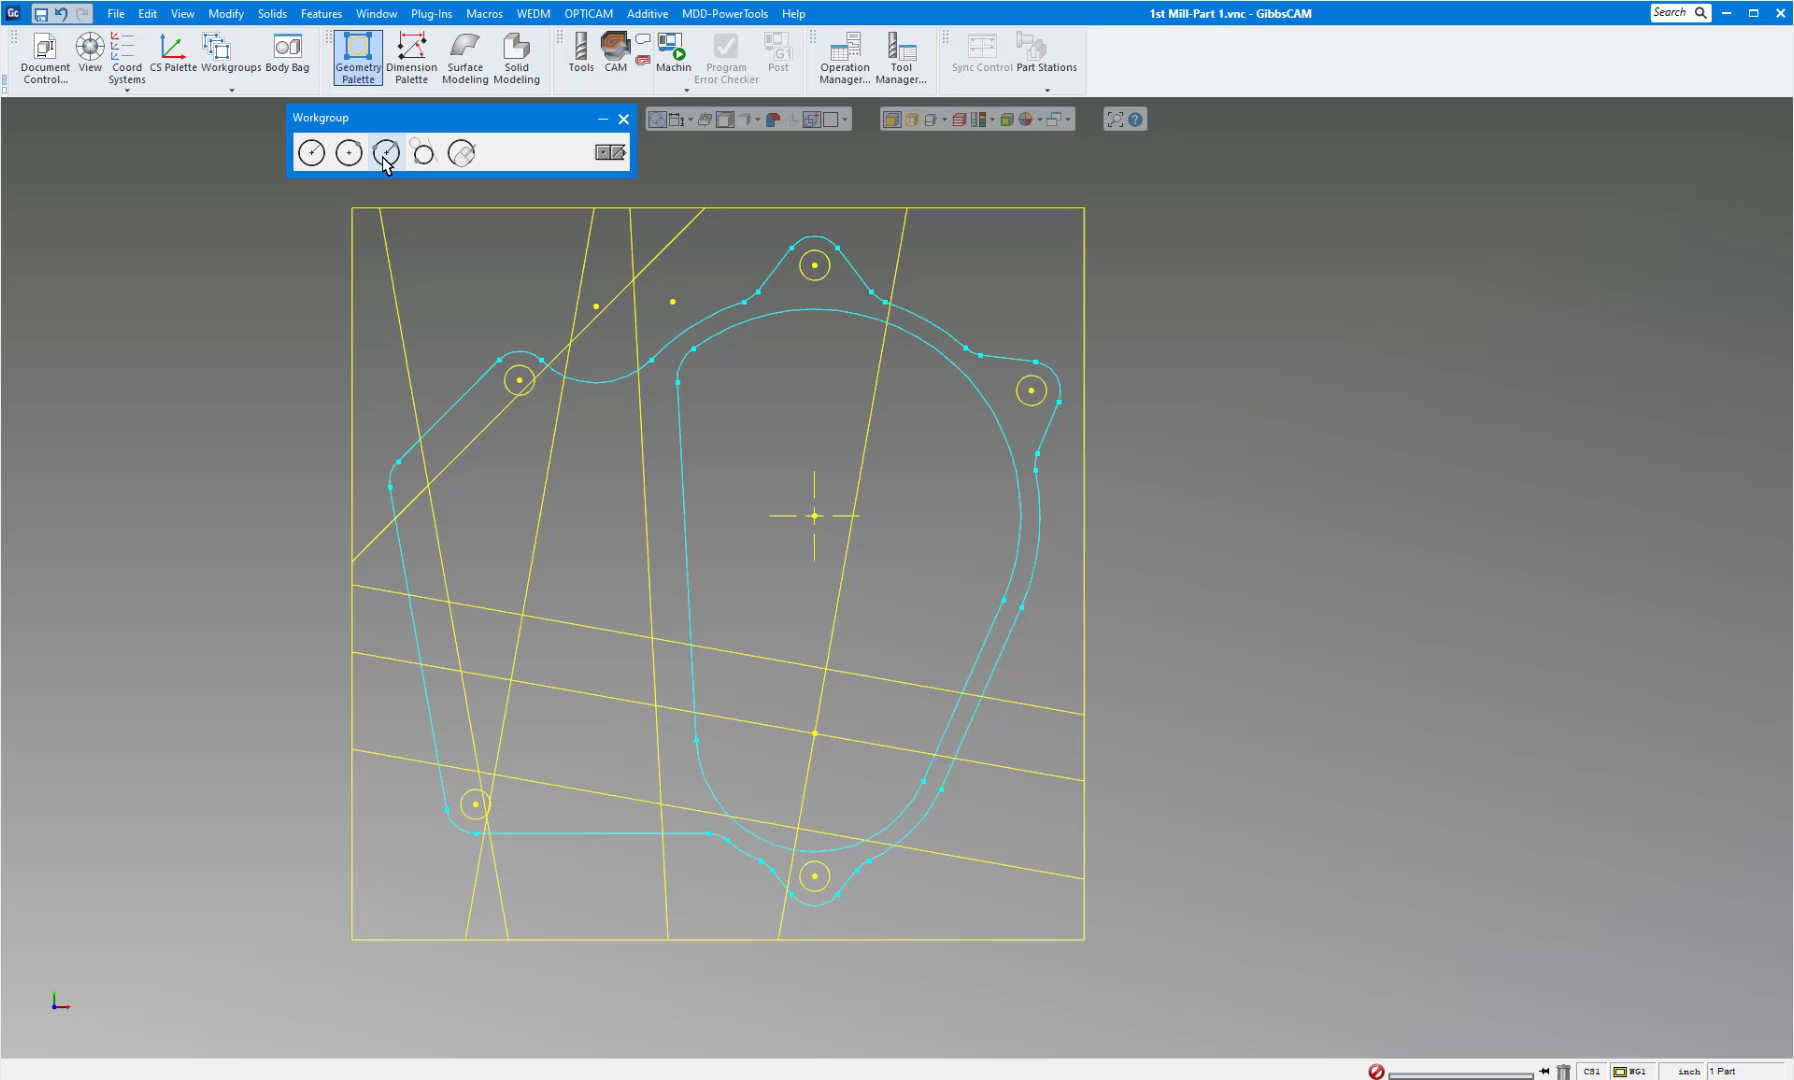 Gc File Edit View Modify Solids Features Window Plug-Ins Macros WEDM OPTICAM Additive MDD-PowerTools Help 1st Mill-Part 1.vnc - GibbsCAM Search
Document Control...
View
Coord Systems
CS Palette
Workgroups
Body Bag
Geometry Palette
Dimension Palette
Surface Modeling
Solid Modeling
Tools
CAM
Machin
Program Error Checker
G1
Post
Operation Manager...
Tool Manager...
Sync Control
Part Stations
Workgroup
CS1 WG1 inch 1 Part